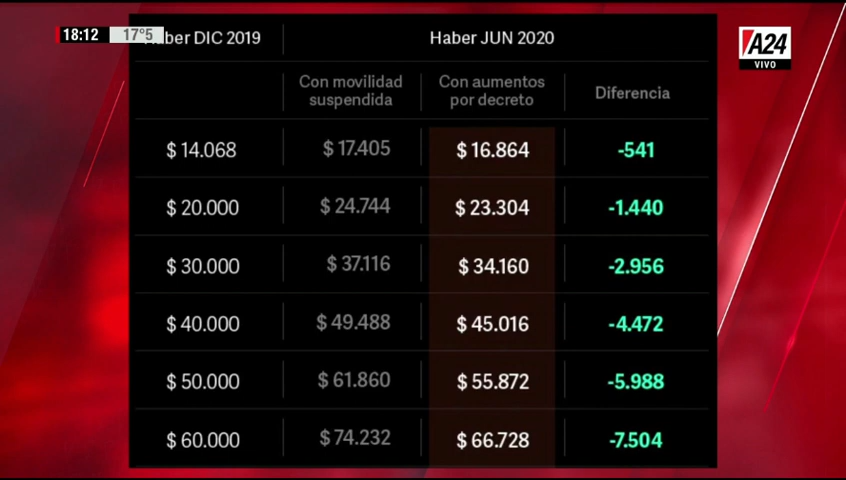 18:12 17°5 ber DIC 2019 Haber JUN 2020
A24
VIVO
Con movilidad suspendida Con aumentos por decreto Diferencia
$ 14.068 $ 17.405 $ 16.864 -541
$ 20.000 $ 24.744 $ 23.304 -1.440
$ 30.000 $ 37.116 $ 34.160 -2.956
$ 40.000 $ 49.488 $ 45.016 -4.472
$ 50.000 $ 61.860 $ 55.872 -5.988
$ 60.000 $ 74.232 $ 66.728 -7.504